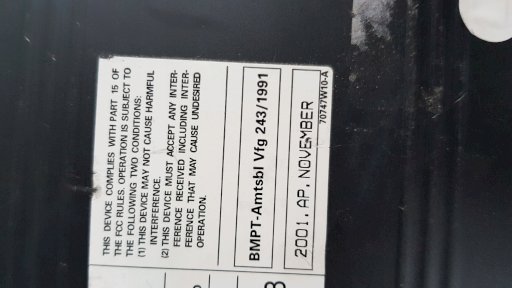 THIS DEVICE COMPLIES WITH PART 15 OF
THE FCC RULES. OPERATION IS SUBJECT TO
THE FOLLOWING TWO CONDITIONS:
(1) THIS DEVICE MAY NOT CAUSE HARMFUL
INTERFERENCE.
(2) THIS DEVICE MUST ACCEPT ANY INTER-
FERENCE RECEIVED INCLUDING INTER-
FERENCE THAT MAY CAUSE UNDESIRED
OPERATION.
BMPT-Amtsbl Vfg 243/1991
2001. AP. NOVEMBER
70747W10-A